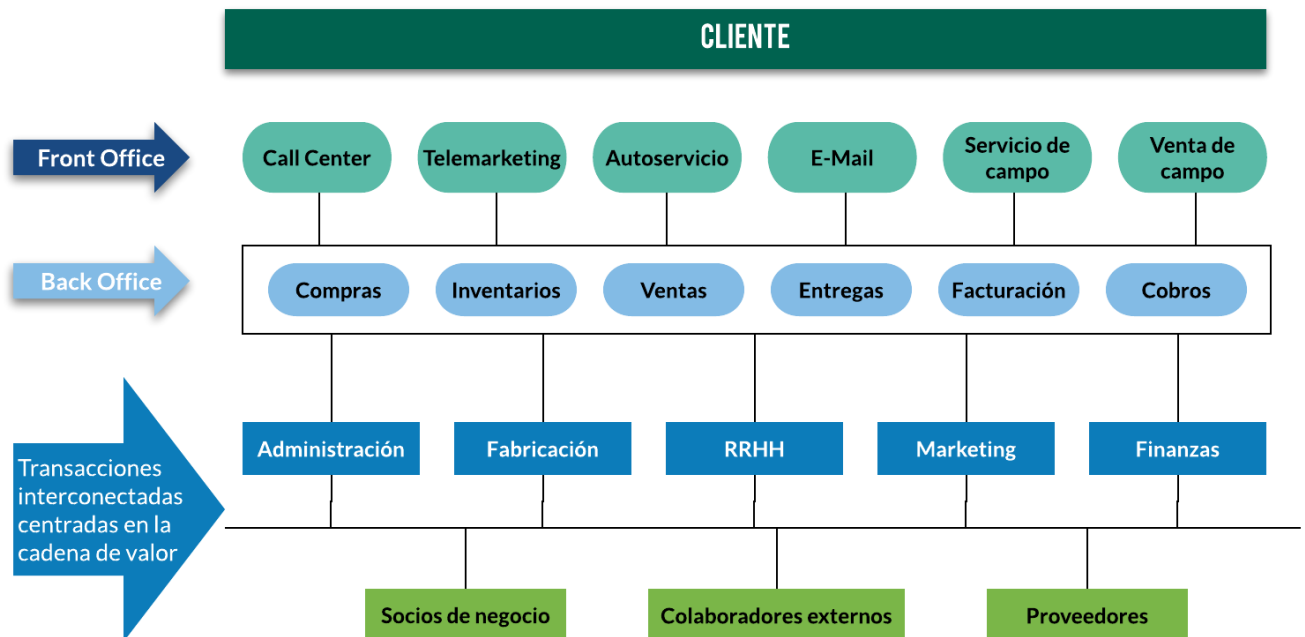 CLIENTE
Front Office
Call Center
Telemarketing
Autoservicio
E-Mail
Servicio de
campo
Venta de
campo
Back Office
Compras
Inventarios
Ventas
Entregas
Facturación
Cobros
Transacciones
interconectadas
centradas en la
cadena de valor
Administración
Fabricación
RRHH
Marketing
Finanzas
Socios de negocio
Colaboradores externos
Proveedores